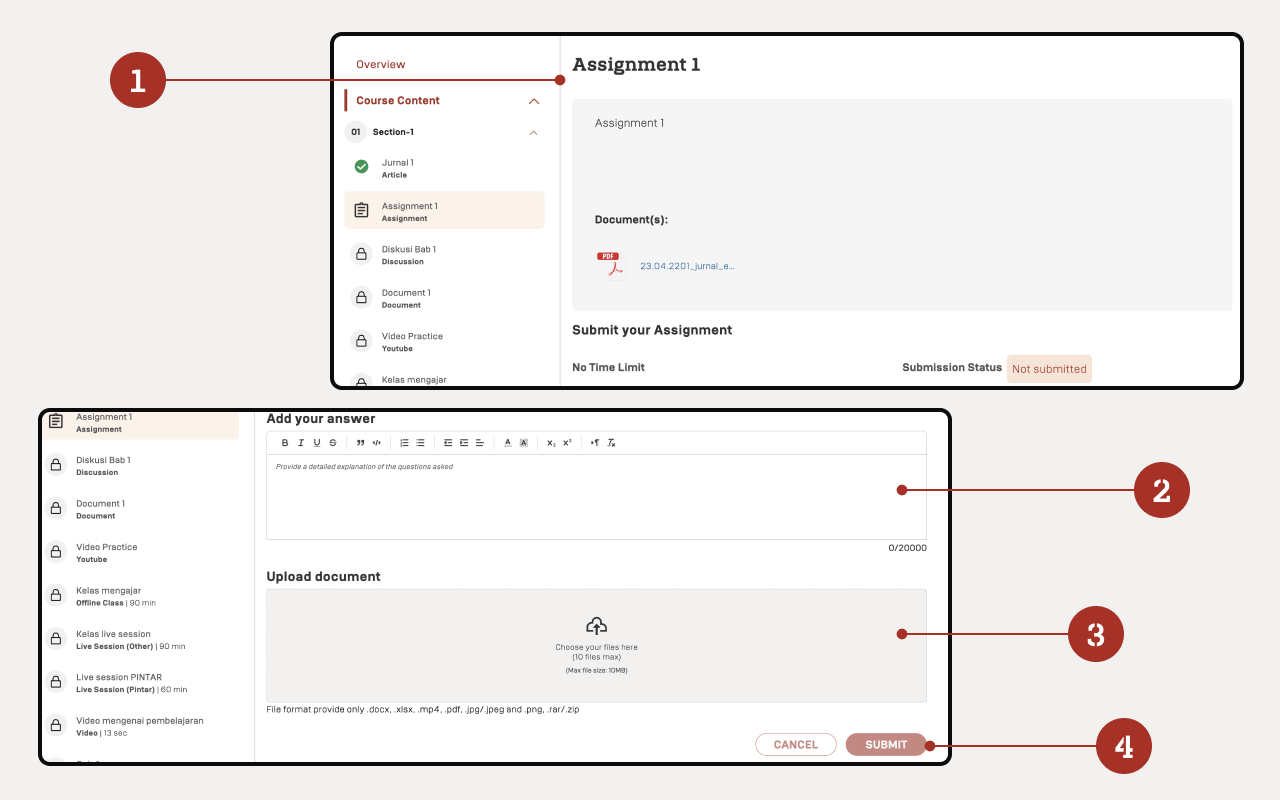 1
Overview
Course Content
01 Section-1
Jurnal 1
Article
Assignment 1
Assignment
Diskusi Bab 1
Discussion
Document 1
Document
Video Practice
Youtube
Kelas mengajar
Assignment 1
Assignment 1
Document(s):
PDF
23.04.2201_jurnal_e...
Submit your Assignment
No Time Limit
Submission Status Not submitted
Assignment 1
Assignment
Diskusi Bab 1
Discussion
Document 1
Document
Video Practice
Youtube
Kelas mengajar
Offline Class | 90 min
Kelas live session
Live Session (Other) | 90 min
Live session PINTAR
Live Session (Pintar) | 60 min
Video mengenai pembelajaran
Video | 13 sec
Add your answer
Provide a detailed explanation of the questions asked
0/20000
2
Upload document
Choose your files here
(10 files max)
(Max file size: 10MB)
3
File format provide only .docx, .xlsx, .mp4, .pdf, .jpg/.jpeg and .png, .rar/.zip
CANCEL
SUBMIT
4